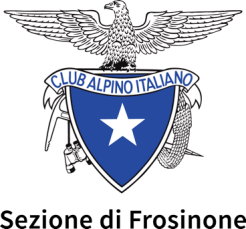 CLUB ALPINO ITALIANO
Sezione di Frosinone